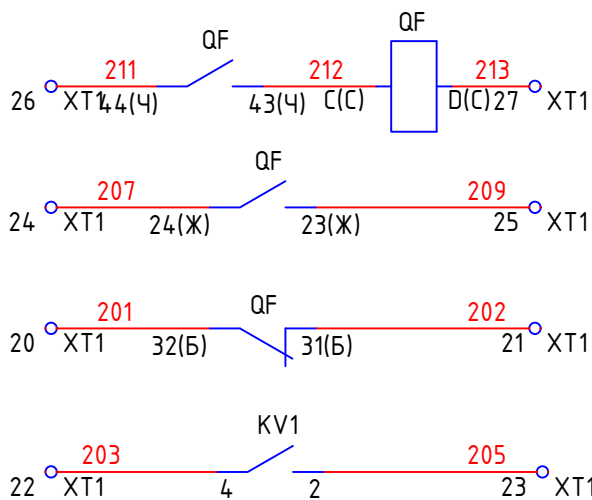 QF QF
211 212 213
26 XT1 44(Ч) 43(Ч) C(C) D(C) 27 XT1
QF
207 209
24 XT1 24(Ж) 23(Ж) 25 XT1
QF
201 202
20 XT1 32(Б) 31(Б) 21 XT1
KV1
203 205
22 XT1 4 2 23 XT1